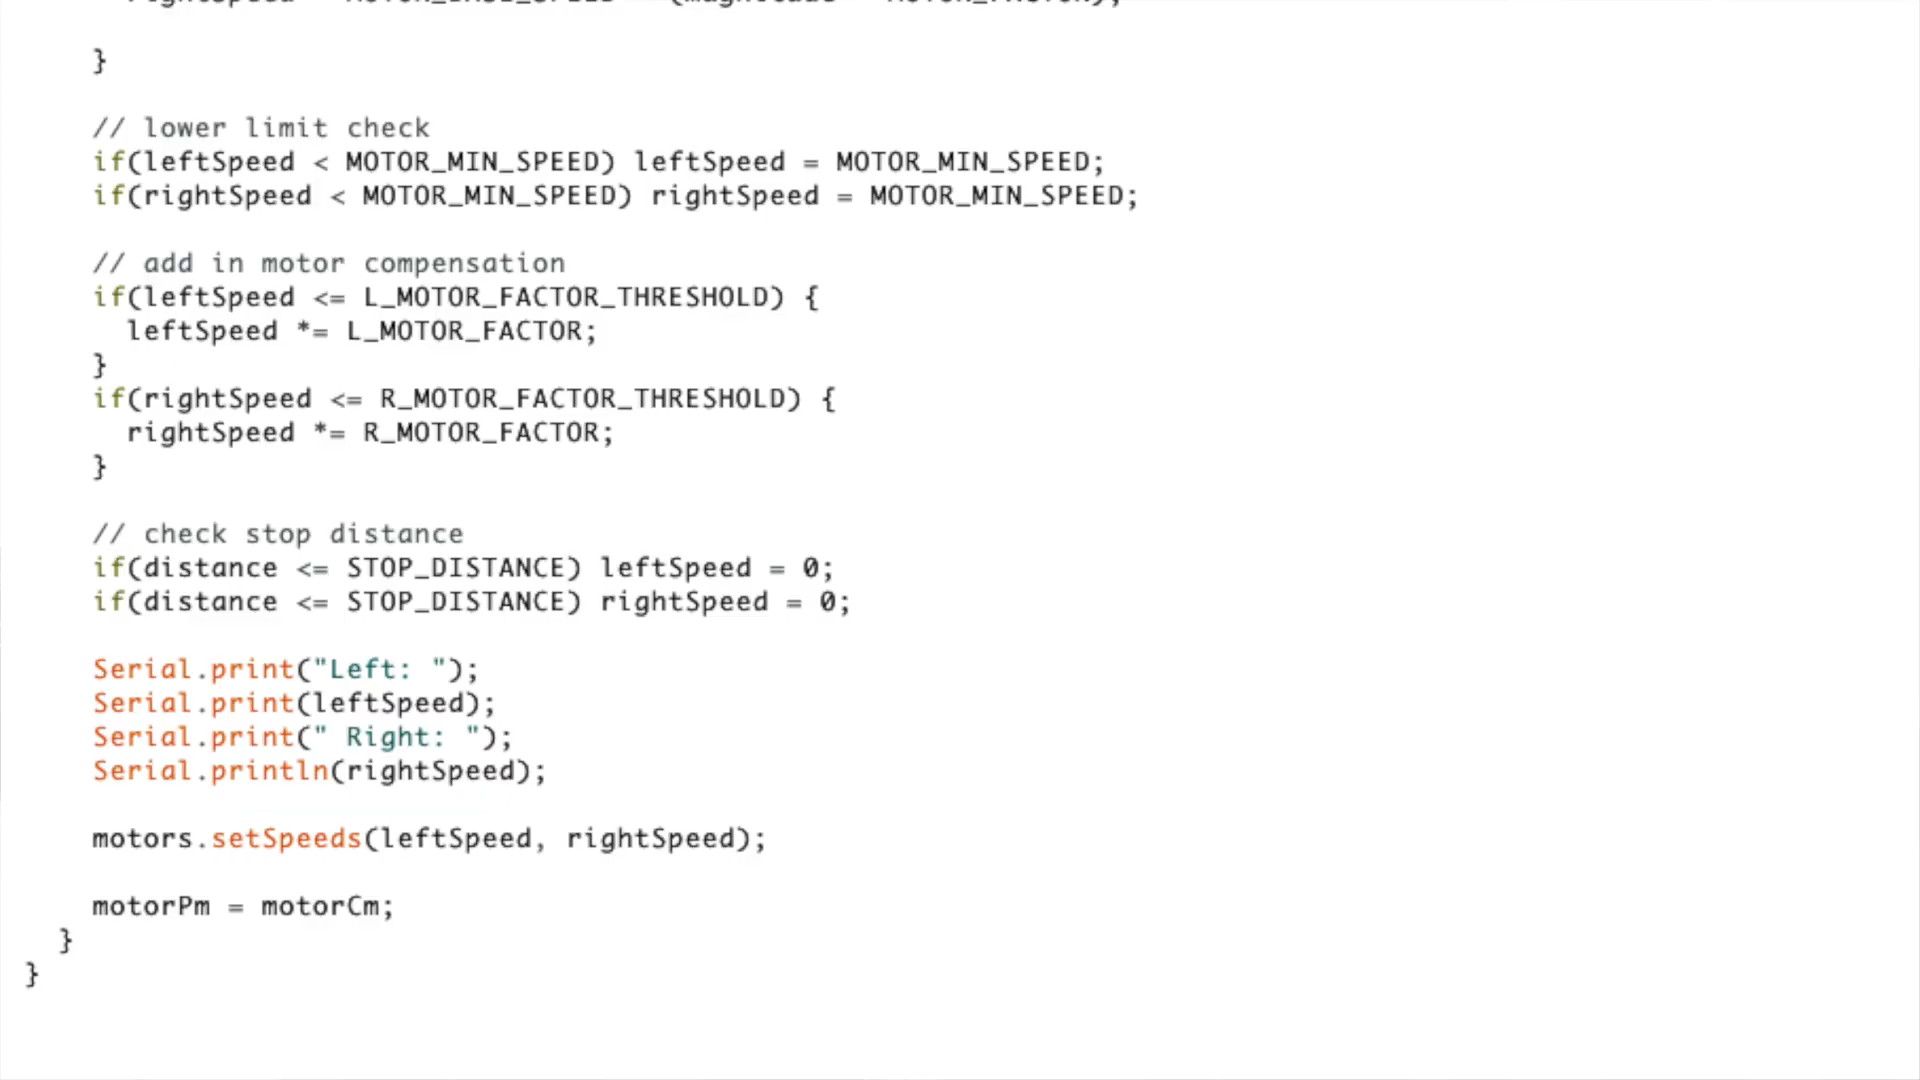 }
// lower limit check
if(leftSpeed < MOTOR_MIN_SPEED) leftSpeed = MOTOR_MIN_SPEED;
if(rightSpeed < MOTOR_MIN_SPEED) rightSpeed = MOTOR_MIN_SPEED;
// add in motor compensation
if(leftSpeed <= L_MOTOR_FACTOR_THRESHOLD) {
leftSpeed *= L_MOTOR_FACTOR;
}
if(rightSpeed <= R_MOTOR_FACTOR_THRESHOLD) {
rightSpeed *= R_MOTOR_FACTOR;
}
// check stop distance
if(distance <= STOP_DISTANCE) leftSpeed = 0;
if(distance <= STOP_DISTANCE) rightSpeed = 0;
Serial.print("Left: ");
Serial.print(leftSpeed);
Serial.print(" Right: ");
Serial.println(rightSpeed);
motors.setSpeeds(leftSpeed, rightSpeed);
motorPm = motorCm;
}
}